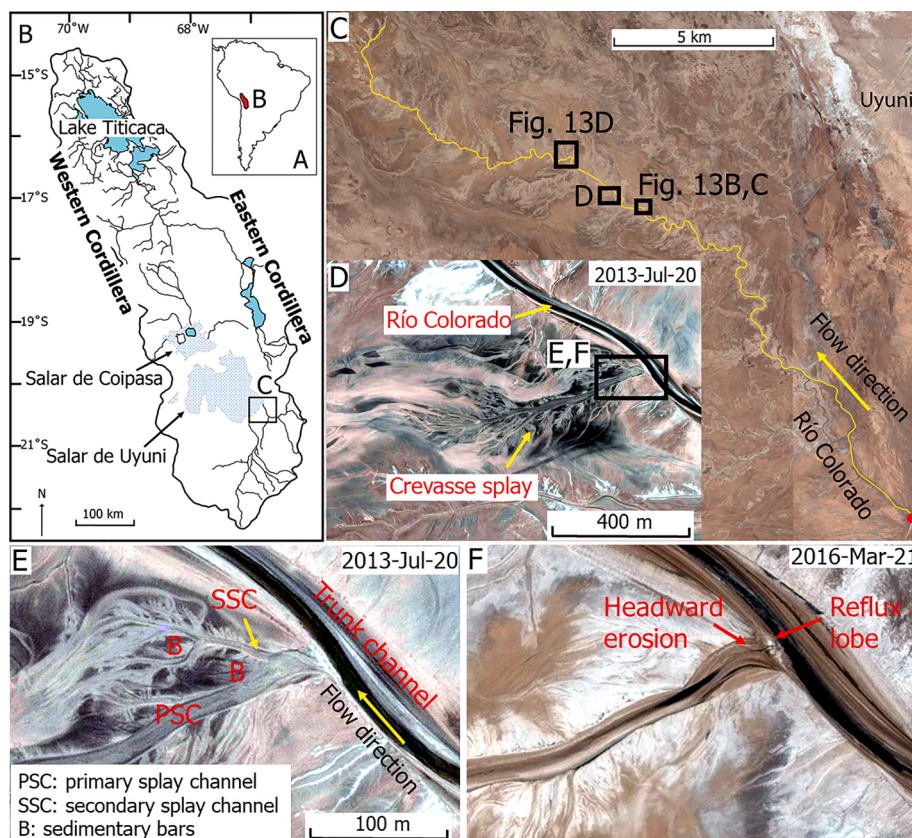 B
70°W
68°W
15°S
17°S
19°S
21°S
Lake Titicaca
Western Cordillera
Eastern Cordillera
Salar de Coipasa
Salar de Uyuni
C
N
100 km
B
A
C
5 km
Uyuni
Fig. 13D
D
Fig. 13B,C
Flow direction
Río Colorado
D
2013-Jul-20
Río Colorado
E,F
Crevasse splay
400 m
E
2013-Jul-20
SSC
Trunk channel
B
B
PSC
Flow direction
PSC: primary splay channel
SSC: secondary splay channel
B: sedimentary bars
100 m
F
2016-Mar-21
Headward
erosion
Reflux
lobe